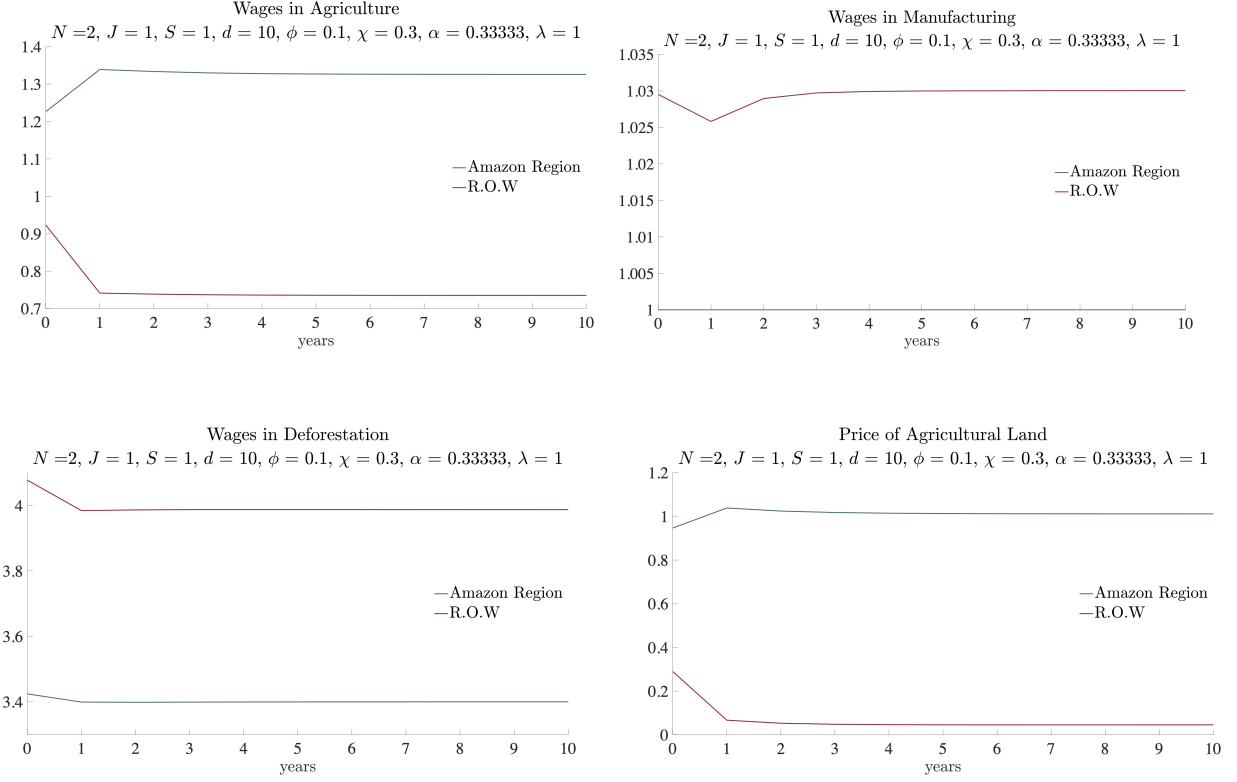 Wages in Agriculture
N =2, J = 1, S = 1, d = 10, ϕ = 0.1, χ = 0.3, α = 0.33333, λ = 1
1.4
1.3
1.2
1.1
1
0.9
0.8
0.7
0 1 2 3 4 5 6 7 8 9 10
years
Amazon Region
R.O.W
Wages in Manufacturing
N =2, J = 1, S = 1, d = 10, ϕ = 0.1, χ = 0.3, α = 0.33333, λ = 1
1.035
1.03
1.025
1.02
1.015
1.01
1.005
1
0 1 2 3 4 5 6 7 8 9 10
years
Amazon Region
R.O.W
Wages in Deforestation
N =2, J = 1, S = 1, d = 10, ϕ = 0.1, χ = 0.3, α = 0.33333, λ = 1
4
3.8
3.6
3.4
0 1 2 3 4 5 6 7 8 9 10
years
Amazon Region
R.O.W
Price of Agricultural Land
N =2, J = 1, S = 1, d = 10, ϕ = 0.1, χ = 0.3, α = 0.33333, λ = 1
1.2
1
0.8
0.6
0.4
0.2
0
0 1 2 3 4 5 6 7 8 9 10
years
Amazon Region
R.O.W